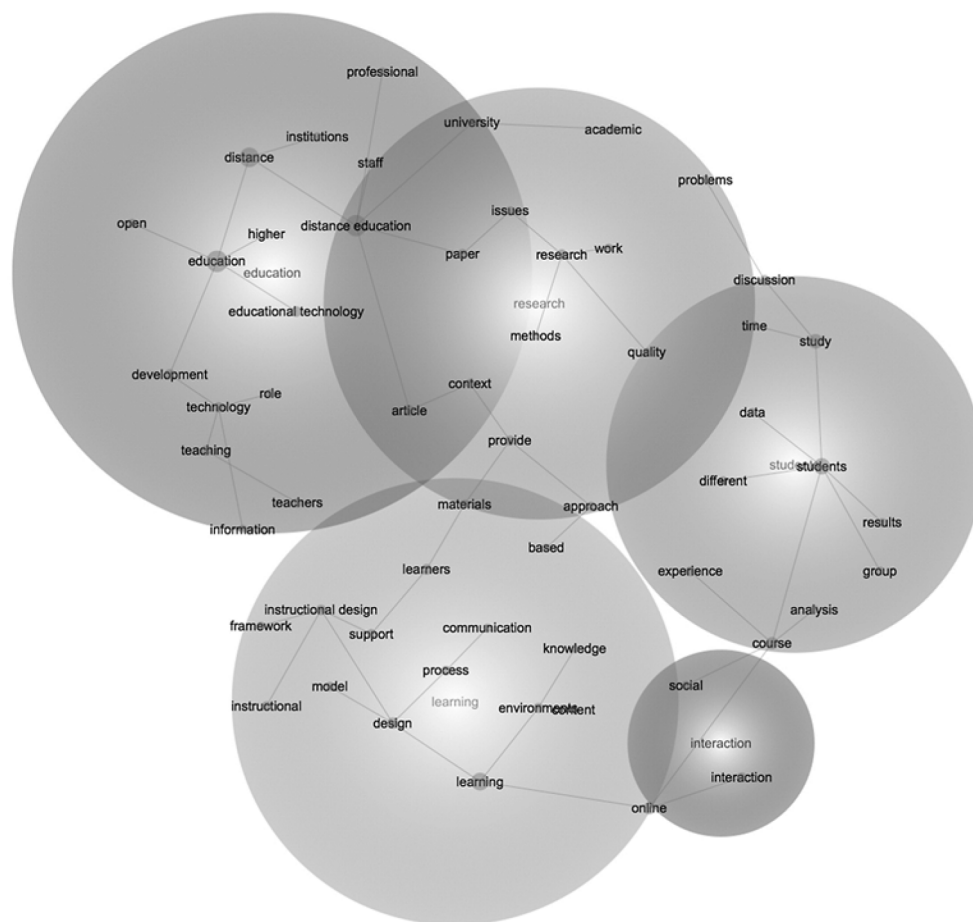 professional
university
academic
institutions
distance
staff
problems
issues
open
distance education
higher
research
work
paper
education
education
discussion
research
educational technology
time
methods
study
quality
development
context
role
technology
article
data
provide
teaching
students
different
teachers
materials
approach
results
information
based
learners
experience
group
instructional design
analysis
framework
support
communication
course
knowledge
process
model
social
learning
instructional
environments
content
design
interaction
interaction
learning
online